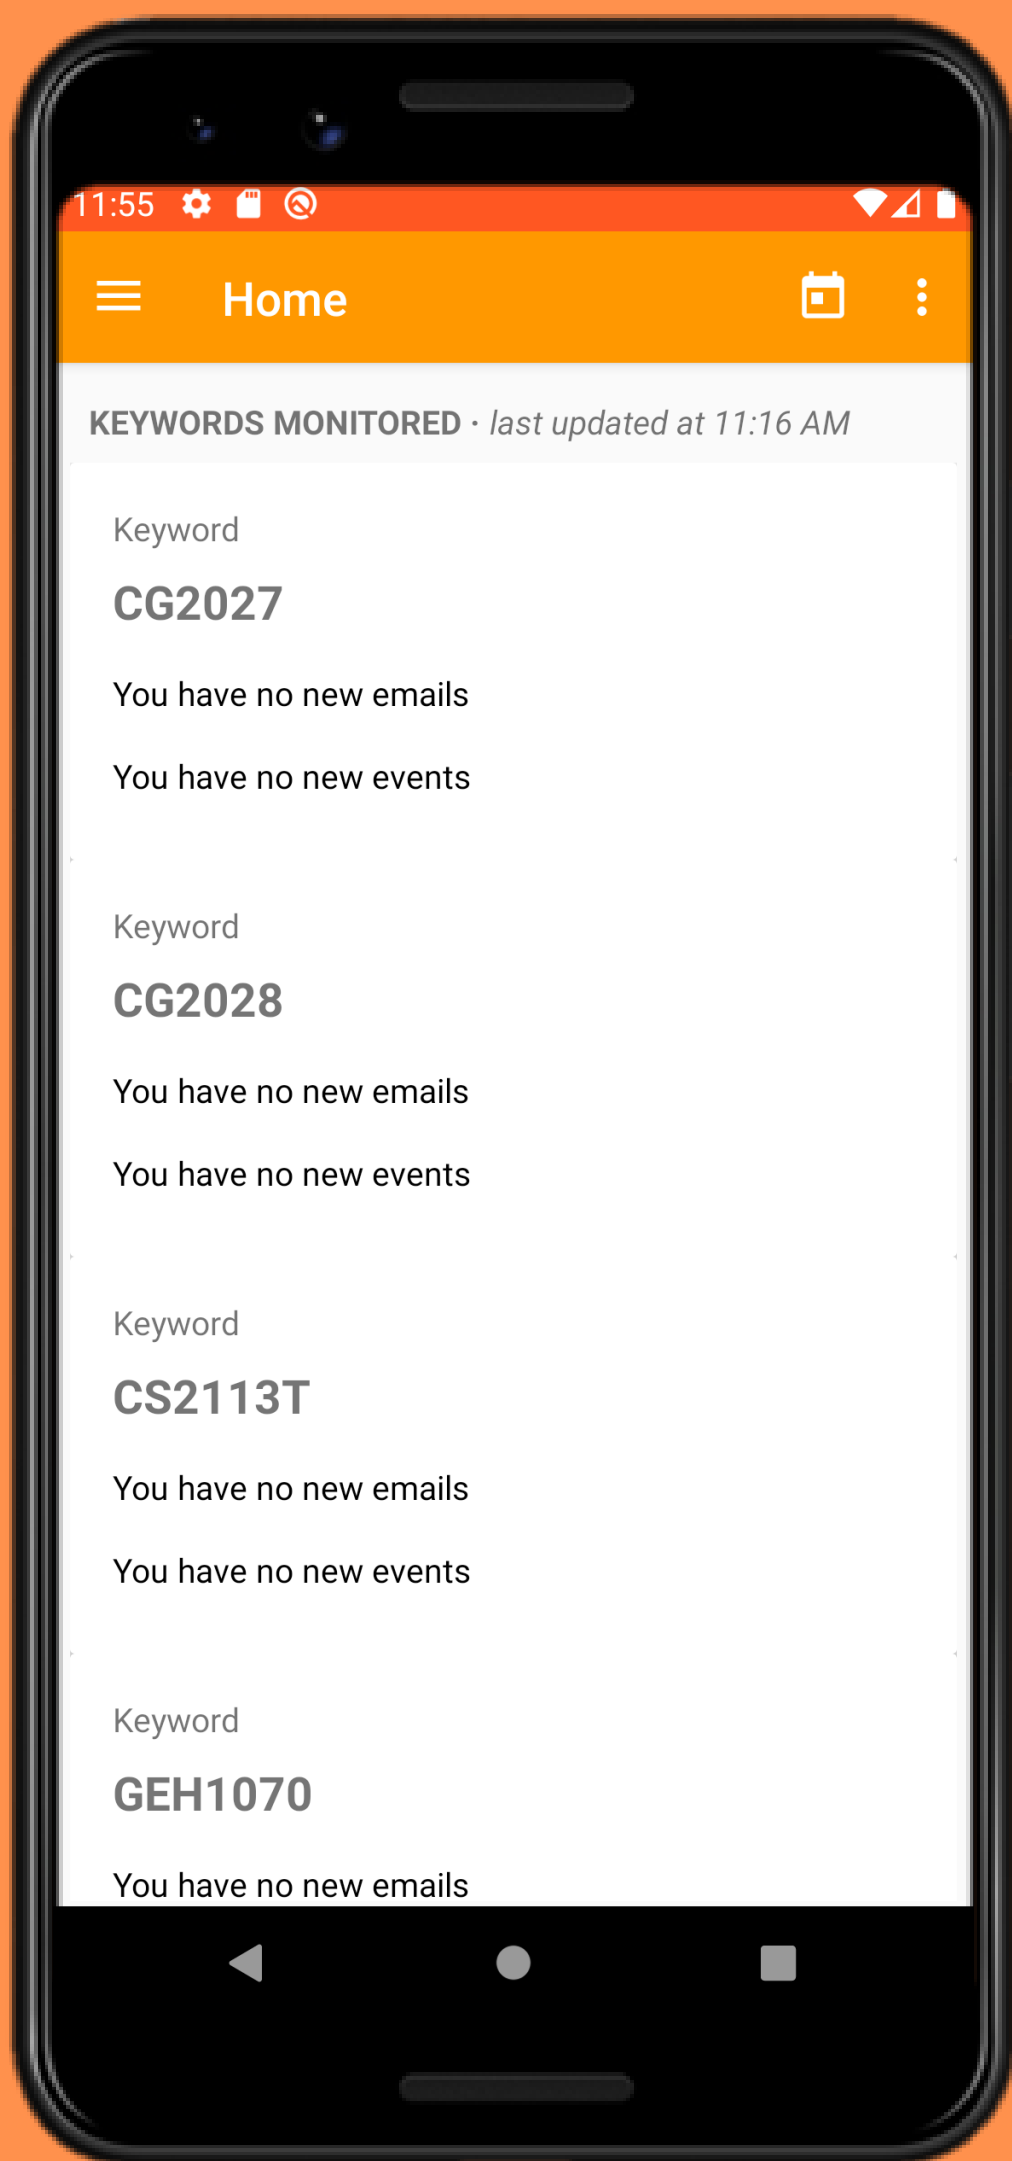 11:55
Home
KEYWORDS MONITORED · last updated at 11:16 AM
Keyword
CG2027
You have no new emails
You have no new events
Keyword
CG2028
You have no new emails
You have no new events
Keyword
CS2113T
You have no new emails
You have no new events
Keyword
GEH1070
You have no new emails